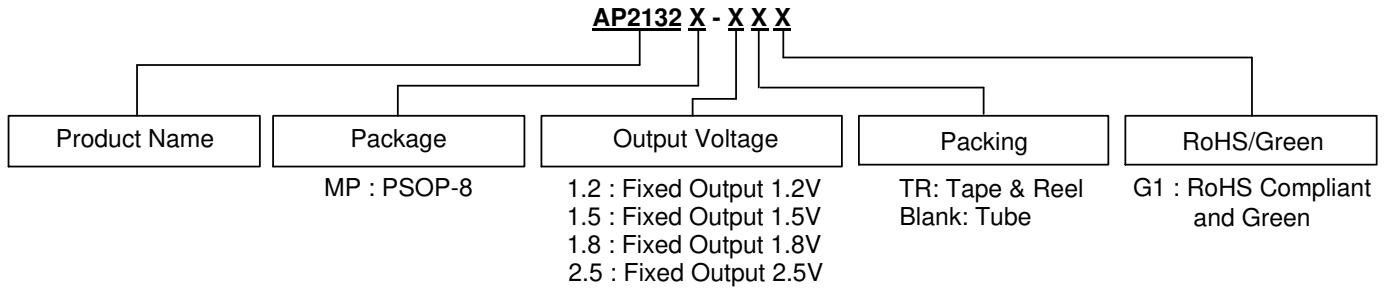 AP2132 X - X X X
Product Name
Package
Output Voltage
Packing
RoHS/Green
MP : PSOP-8
1.2 : Fixed Output 1.2V
1.5 : Fixed Output 1.5V
1.8 : Fixed Output 1.8V
2.5 : Fixed Output 2.5V
TR: Tape & Reel
Blank: Tube
G1 : RoHS Compliant
and Green